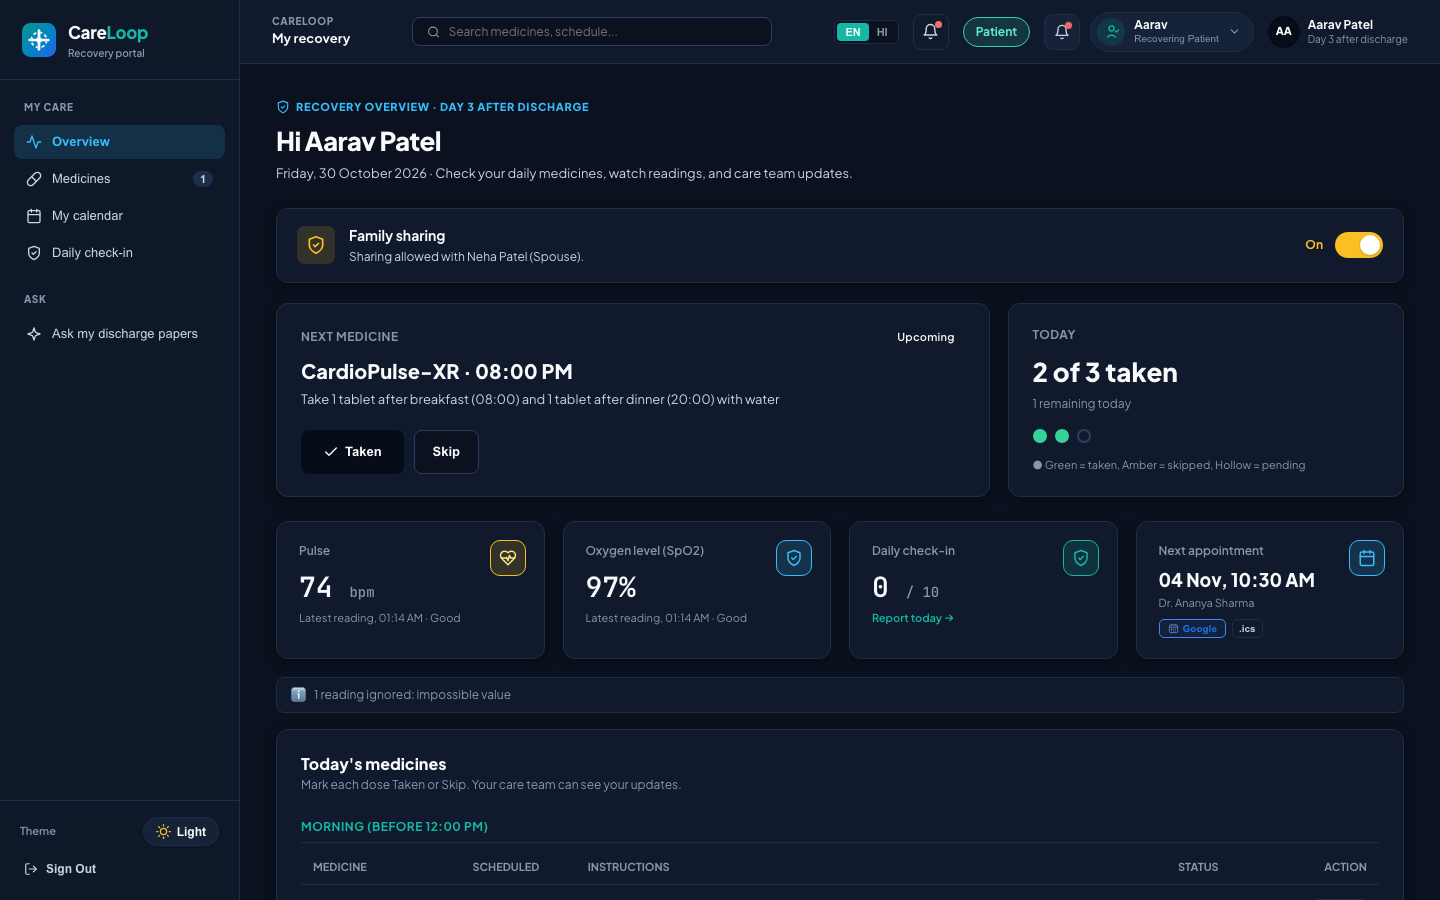 CareLoop
Recovery portal
MY CARE
Overview
Medicines 1
My calendar
Daily check-in
ASK
Ask my discharge papers
Theme
Light
Sign Out
CARELOOP
My recovery
Search medicines, schedule...
EN HI
Patient
Aarav
Recovering Patient
AA
Aarav Patel
Day 3 after discharge
RECOVERY OVERVIEW · DAY 3 AFTER DISCHARGE
Hi Aarav Patel
Friday, 30 October 2026 · Check your daily medicines, watch readings, and care team updates.
Family sharing
Sharing allowed with Neha Patel (Spouse).
On
NEXT MEDICINE
Upcoming
CardioPulse-XR · 08:00 PM
Take 1 tablet after breakfast (08:00) and 1 tablet after dinner (20:00) with water
Taken
Skip
TODAY
2 of 3 taken
1 remaining today
Green = taken, Amber = skipped, Hollow = pending
Pulse
74 bpm
Latest reading, 01:14 AM · Good
Oxygen level (SpO2)
97%
Latest reading, 01:14 AM · Good
Daily check-in
0 / 10
Report today →
Next appointment
04 Nov, 10:30 AM
Dr. Ananya Sharma
Google
.ics
1 reading ignored: impossible value
Today's medicines
Mark each dose Taken or Skip. Your care team can see your updates.
MORNING (BEFORE 12:00 PM)
MEDICINE SCHEDULED INSTRUCTIONS STATUS ACTION